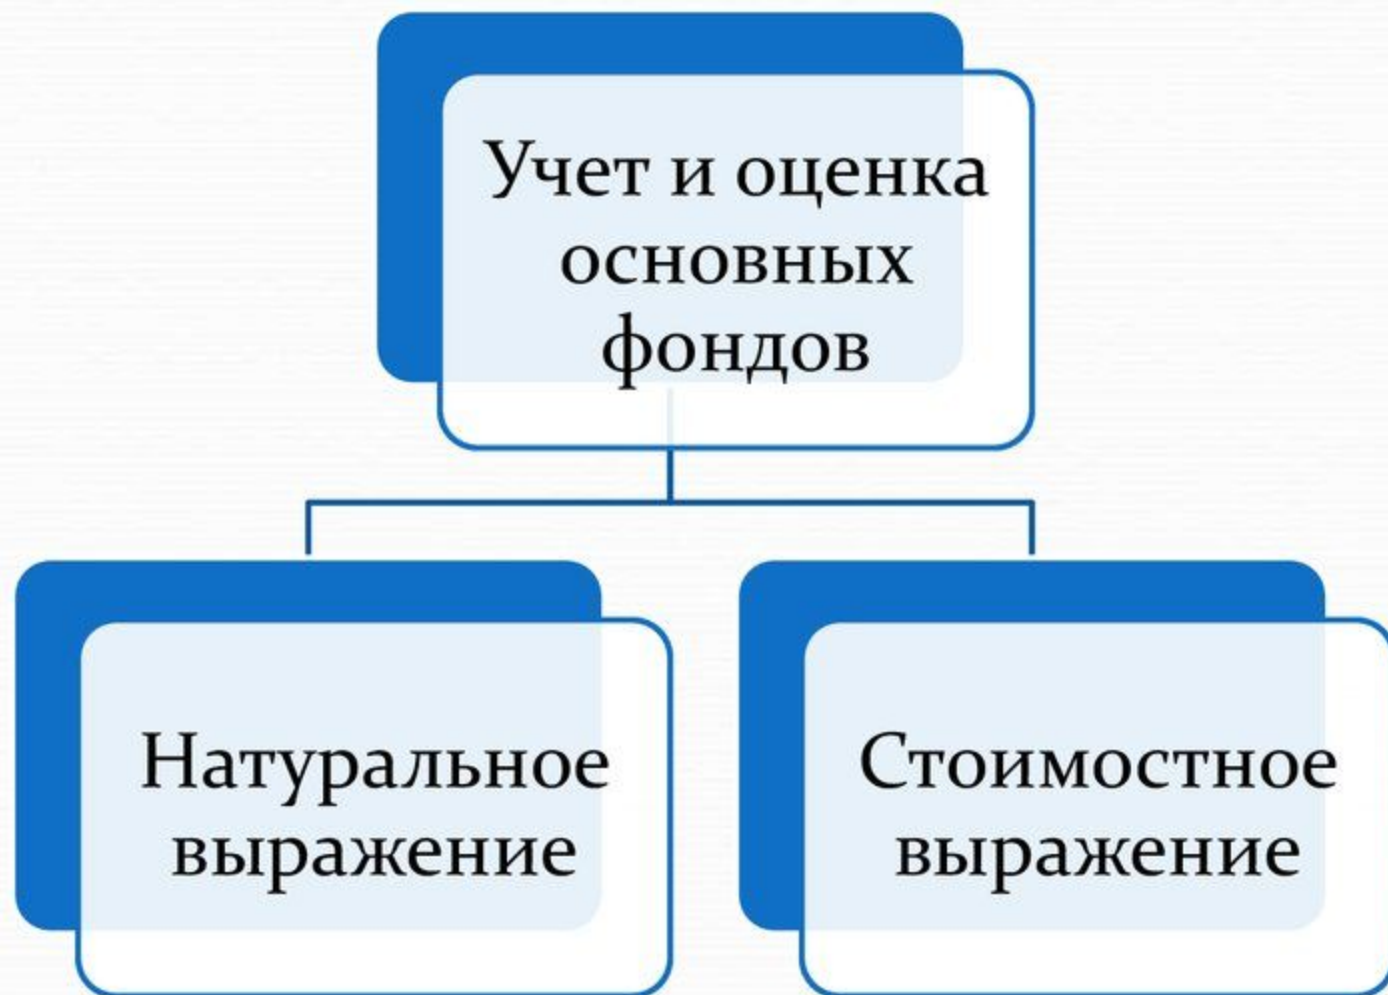 Учет и оценка
основных
фондов
Натуральное
выражение
Стоимостное
выражение